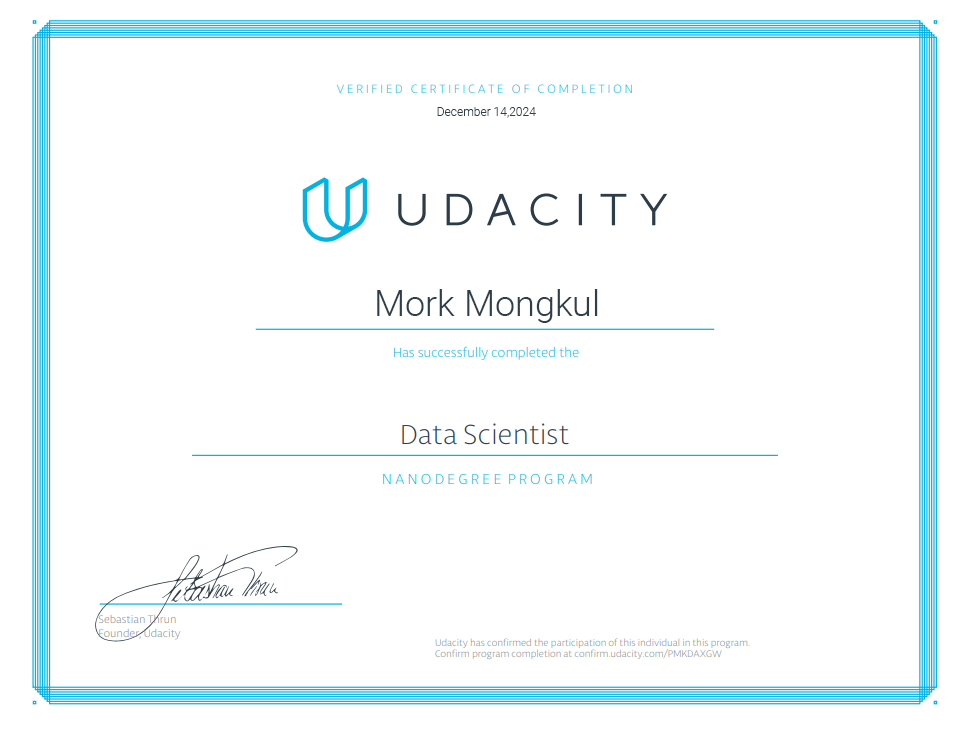 VERIFIED CERTIFICATE OF COMPLETION
December 14,2024
UDACITY
Mork Mongkul
Has successfully completed the
Data Scientist
NANODEGREE PROGRAM
Sebastian Thrun
Sebastian Thrun
Founder, Udacity
Udacity has confirmed the participation of this individual in this program.
Confirm program completion at confirm.udacity.com/PMKDAXGW